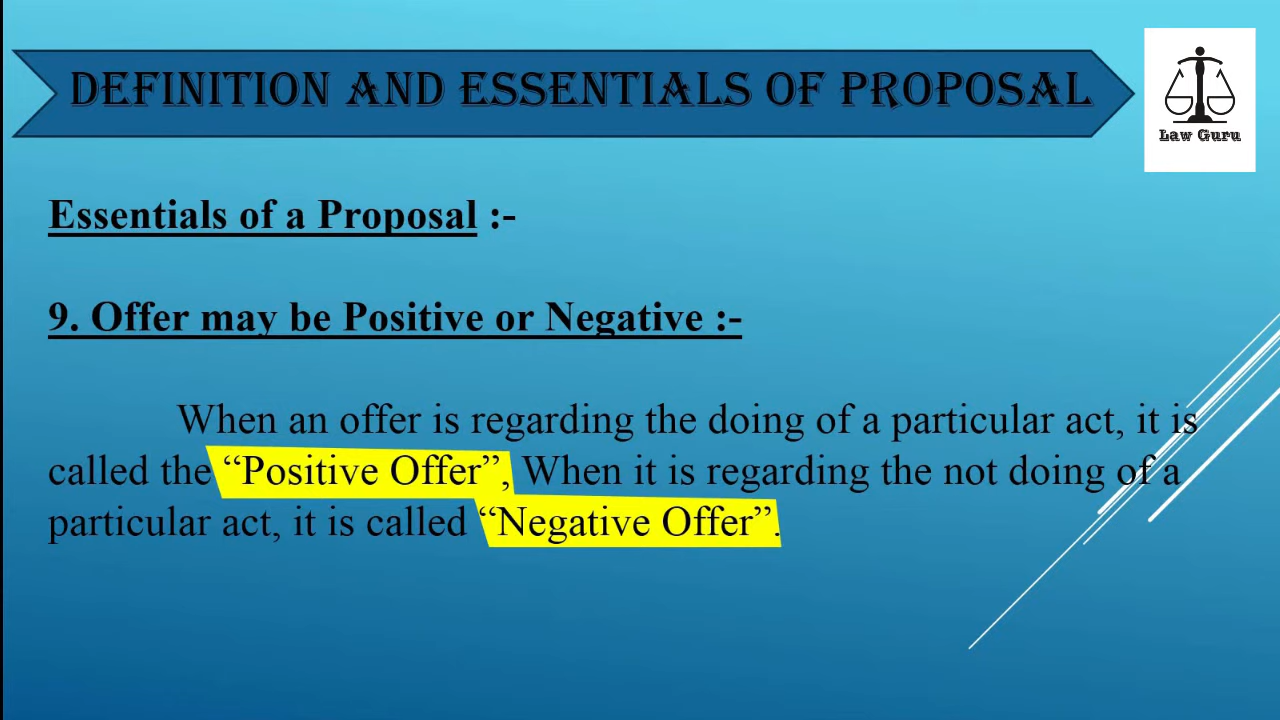 DEFINITION AND ESSENTIALS OF PROPOSAL
Law Guru
Essentials of a Proposal :-
9. Offer may be Positive or Negative :-
When an offer is regarding the doing of a particular act, it is
called the “Positive Offer”, When it is regarding the not doing of a
particular act, it is called “Negative Offer”.